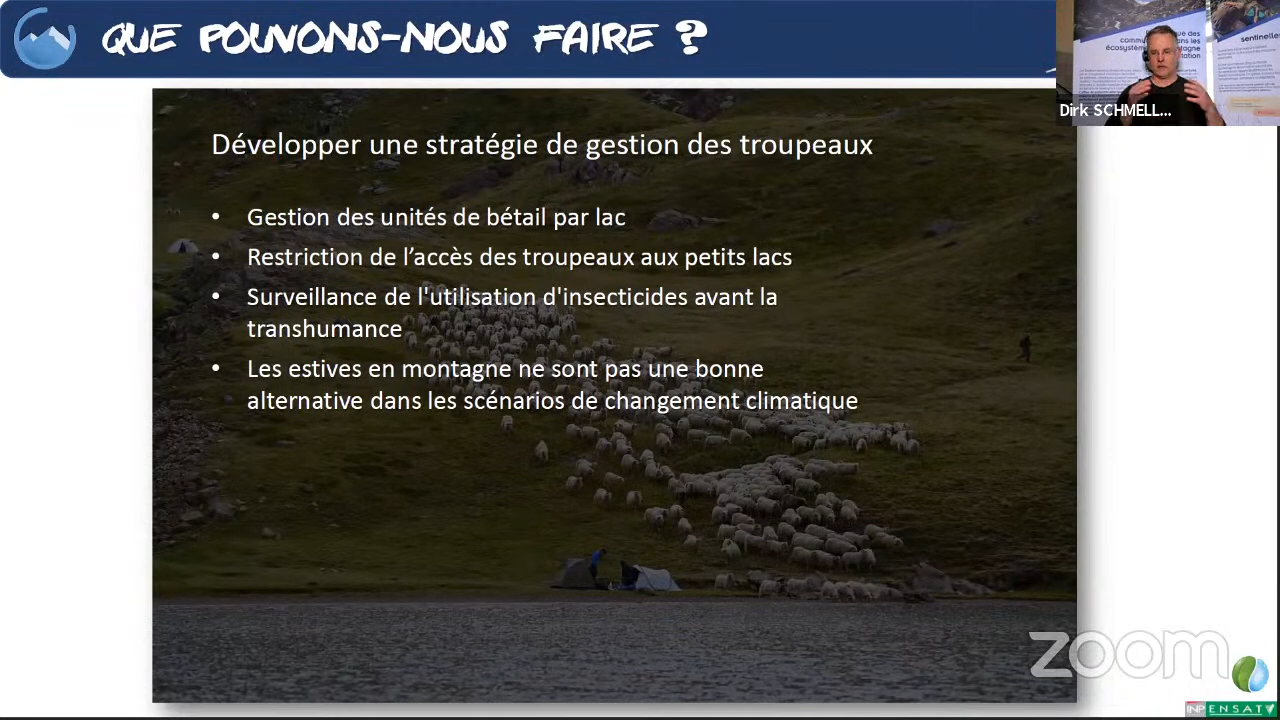 QUE POUVONS-NOUS FAIRE ?
Dirk SCHMELL...
sentinelles
Développer une stratégie de gestion des troupeaux
• Gestion des unités de bétail par lac
• Restriction de l’accès des troupeaux aux petits lacs
• Surveillance de l'utilisation d'insecticides avant la
transhumance
• Les estives en montagne ne sont pas une bonne
alternative dans les scénarios de changement climatique
zoom
INP ENSAT